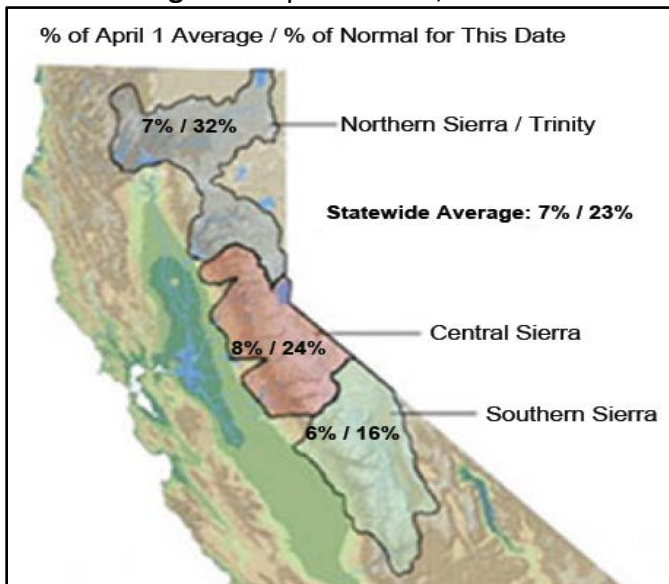 % of April 1 Average / % of Normal for This Date
7% / 32%
Northern Sierra / Trinity
Statewide Average: 7% / 23%
Central Sierra
8% / 24%
Southern Sierra
6% / 16%